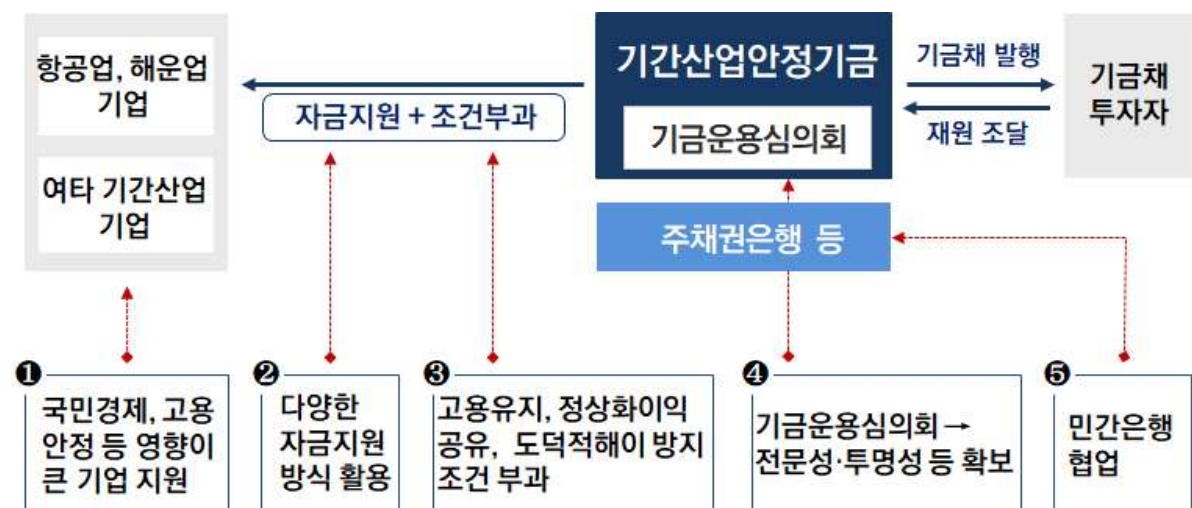 항공업, 해운업
기업
여타 기간산업
기업
자금지원 + 조건부과
기간산업안정기금
기금운용심의회
주채권은행 등
기금채 발행
재원 조달
기금채
투자자
❶
국민경제, 고용
안정 등 영향이
큰 기업 지원
❷
다양한
자금지원
방식 활용
❸
고용유지, 정상화이익
공유, 도덕적해이 방지
조건 부과
❹
기금운용심의회 →
전문성·투명성 등 확보
❺
민간은행
협업